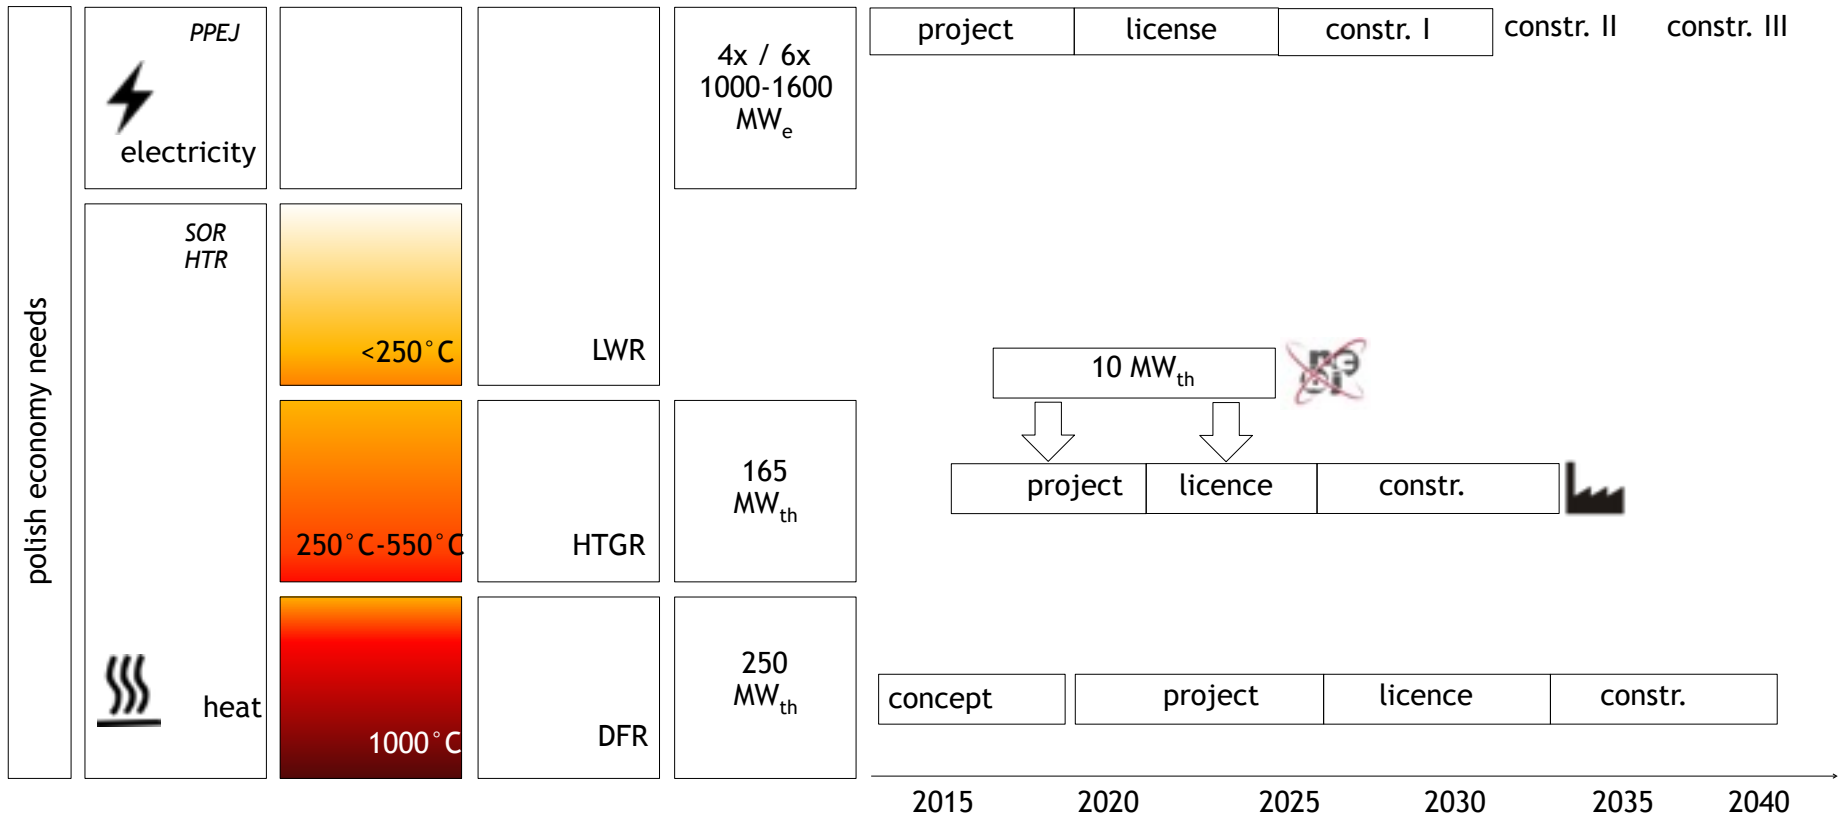 polish economy needs
PPEJ
electricity
4x / 6x
1000-1600
MWe
project
license
constr. I
constr. II
constr. III
SOR
HTR
<250°C
LWR
10 MWth
250°C-550°C
HTGR
165
MWth
project
licence
constr.
heat
1000°C
DFR
250
MWth
concept
project
licence
constr.
2015
2020
2025
2030
2035
2040